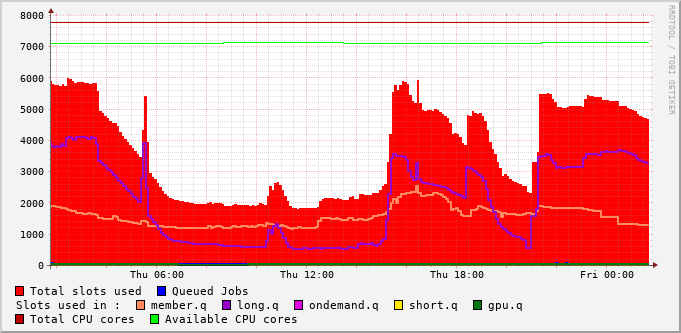 8000
7000
6000
5000
4000
3000
2000
1000
0
Thu 06:00 Thu 12:00 Thu 18:00 Fri 00:00
Total slots used Queued Jobs
Slots used in : member.q long.q ondemand.q short.q gpu.q
Total CPU cores Available CPU cores
RRDTOOL / TOBI OETIKER